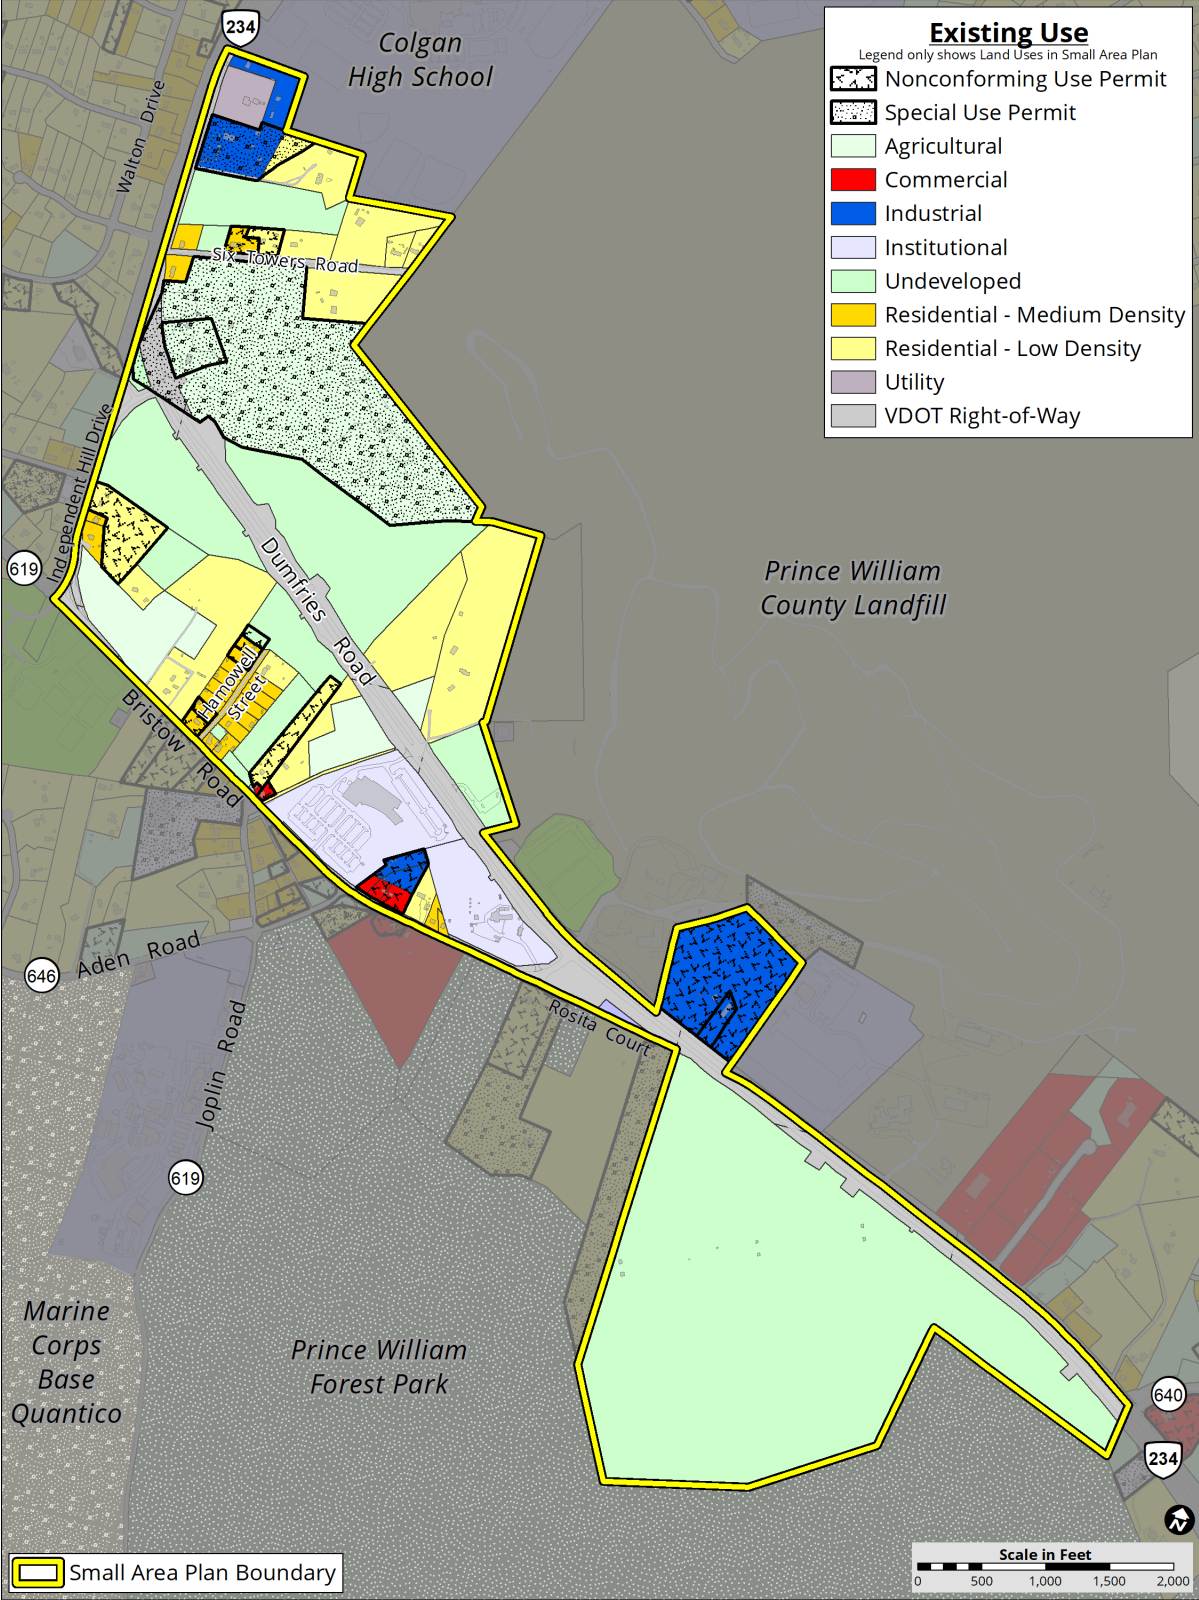 234
Colgan
High School
Existing Use
Legend only shows Land Uses in Small Area Plan
Nonconforming Use Permit
Special Use Permit
Agricultural
Commercial
Industrial
Institutional
Undeveloped
Residential - Medium Density
Residential - Low Density
Utility
VDOT Right-of-Way
Walton Drive
Six Towers Road
Independent Hill Drive
619
Dumfries Road
Prince William
County Landfill
Hamowell
Street
Bristow Road
Aden Road
646
Joplin Road
Rosita Court
619
Marine
Corps
Base
Quantico
Prince William
Forest Park
640
234
N
Small Area Plan Boundary
Scale in Feet
0 500 1,000 1,500 2,000